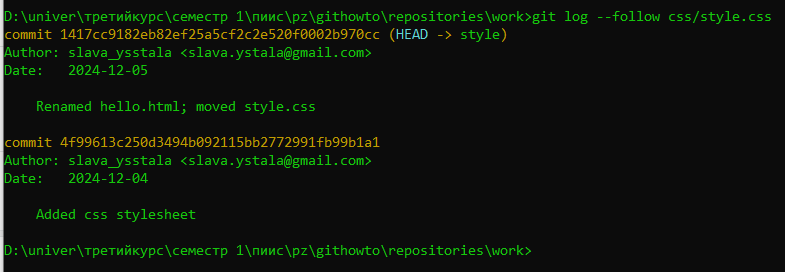 D:\univer\третийкурс\семестр 1\пиис\pz\githowto\repositories\work>git log --follow css/style.css
commit 1417cc9182eb82ef25a5cf2c2e520f0002b970cc (HEAD -> style)
Author: slava_ysstala <slava.ystala@gmail.com>
Date:   2024-12-05
Renamed hello.html; moved style.css
commit 4f99613c250d3494b092115bb2772991fb99b1a1
Author: slava_ysstala <slava.ystala@gmail.com>
Date:   2024-12-04
Added css stylesheet
D:\univer\третийкурс\семестр 1\пиис\pz\githowto\repositories\work>